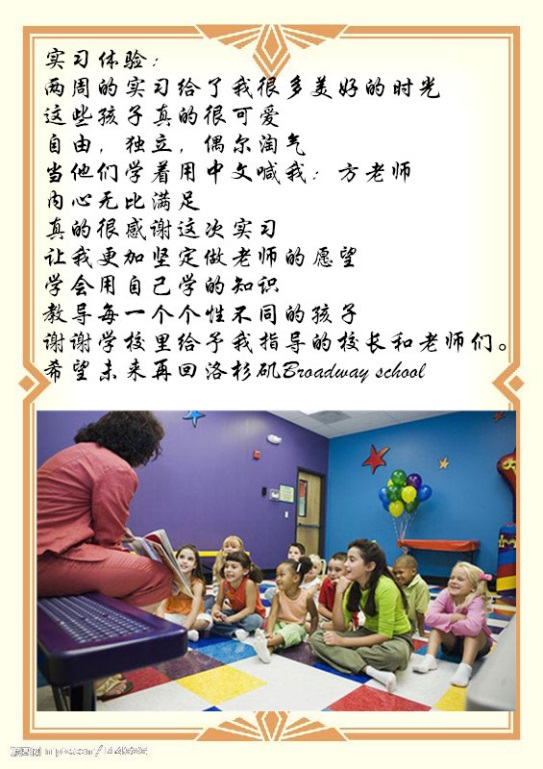 实习体验：
两周的实习给了我很多美好的时光
这些孩子真的很可爱
自由，独立，偶尔淘气
当他们学着用中文喊我：方老师
内心无比满足
真的很感谢这次实习
让我更加坚定做老师的愿望
学会用自己学的知识
教导每一个个性不同的孩子
谢谢学校里给予我指导的校长和老师们。
希望未来再回洛杉矶Broadway school